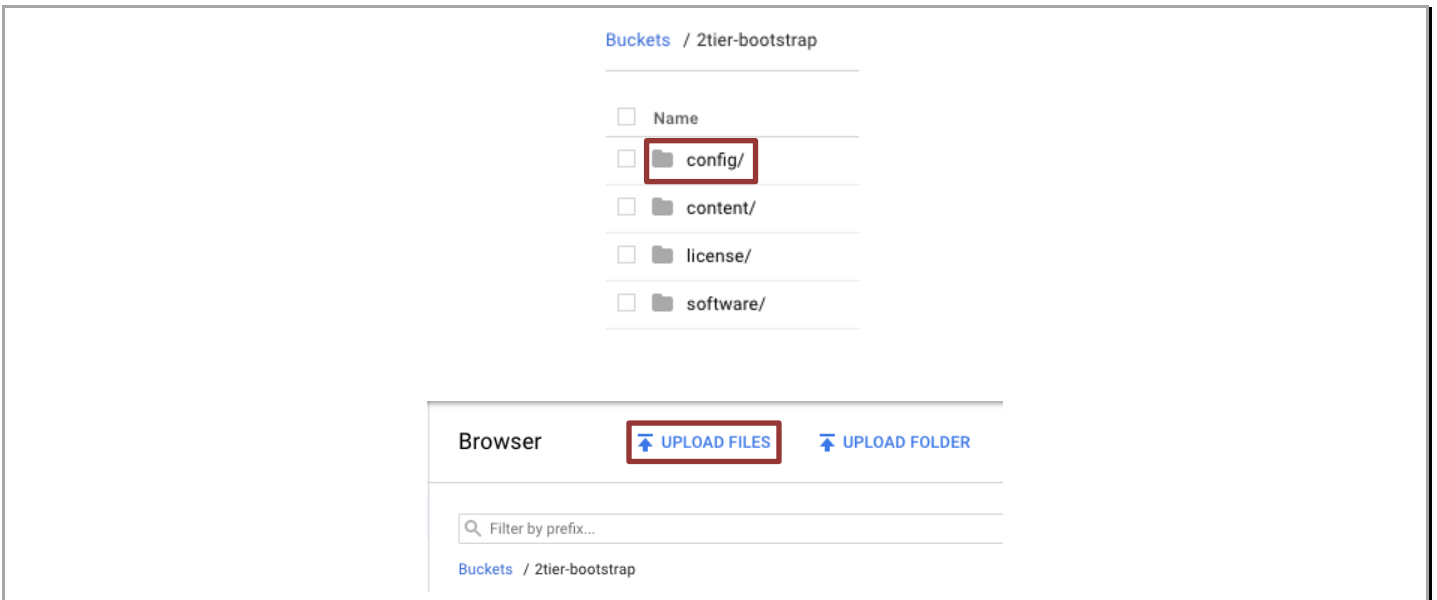 Buckets / 2tier-bootstrap
Name
config/
content/
license/
software/
Browser UPLOAD FILES UPLOAD FOLDER
Filter by prefix...
Buckets / 2tier-bootstrap